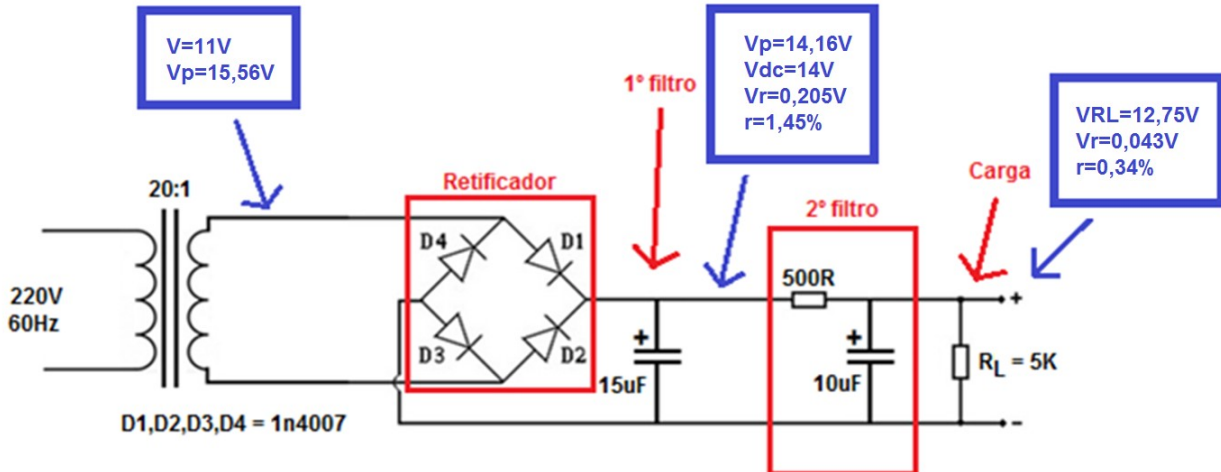 V=11V
Vp=15,56V
1º filtro
Vp=14,16V
Vdc=14V
Vr=0,205V
r=1,45%
VRL=12,75V
Vr=0,043V
r=0,34%
20:1
Retificador
2º filtro
Carga
220V
60Hz
D4
D1
D3
D2
500R
+
15uF
+
10uF
+
RL = 5K
-
D1,D2,D3,D4 = 1n4007